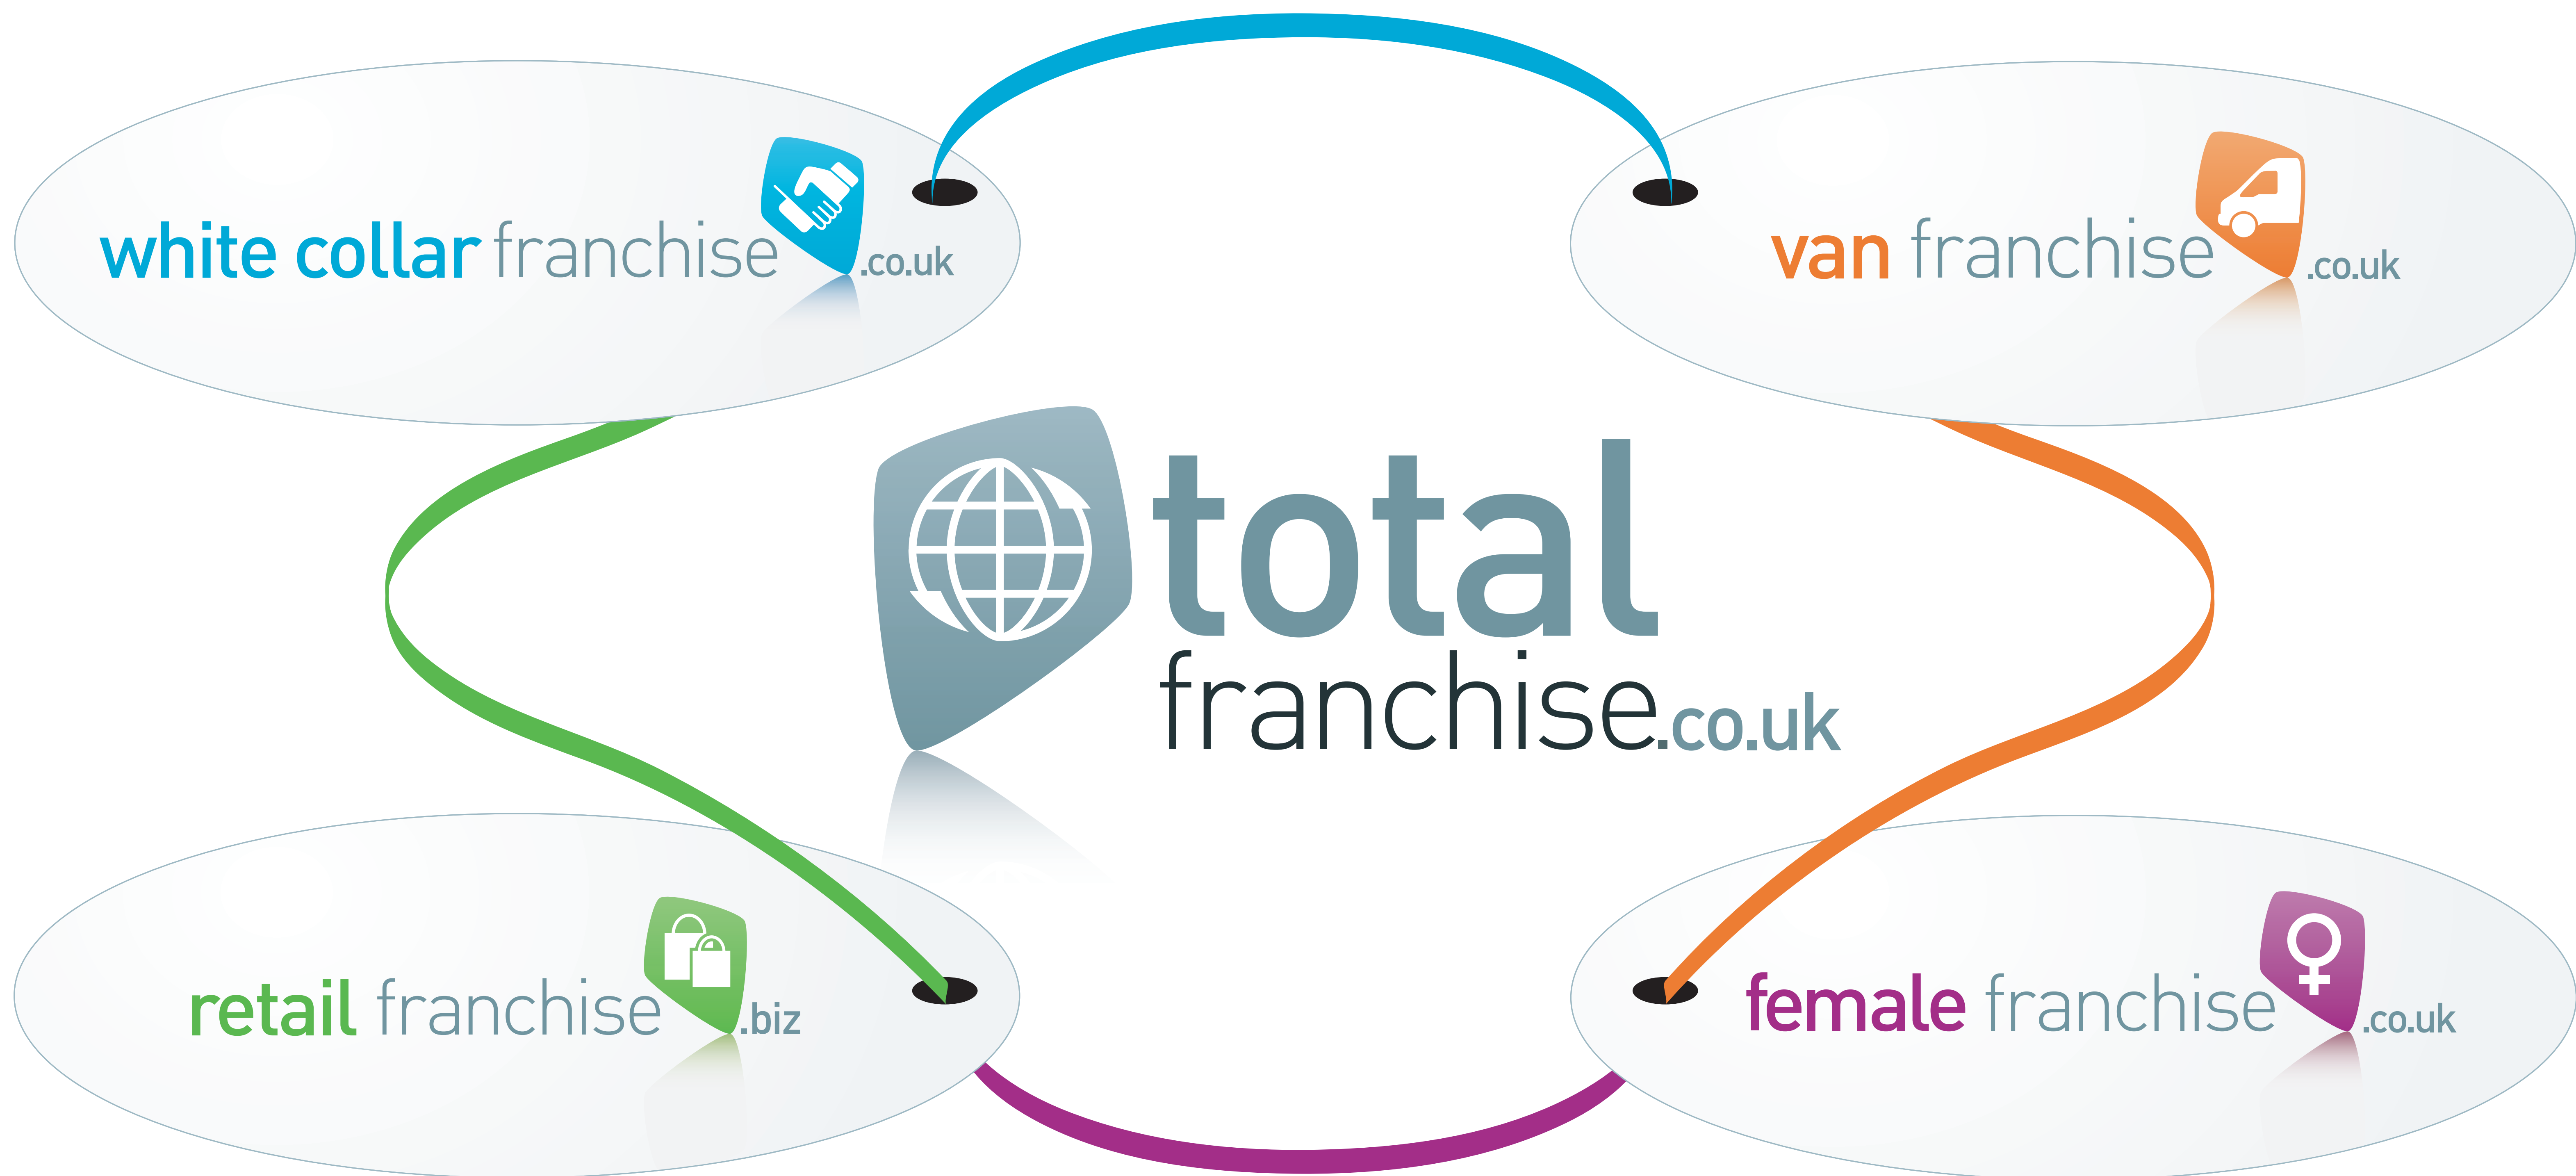 white collar franchise.co.uk
van franchise.co.uk
total
franchise.co.uk
retail franchise.biz
female franchise.co.uk